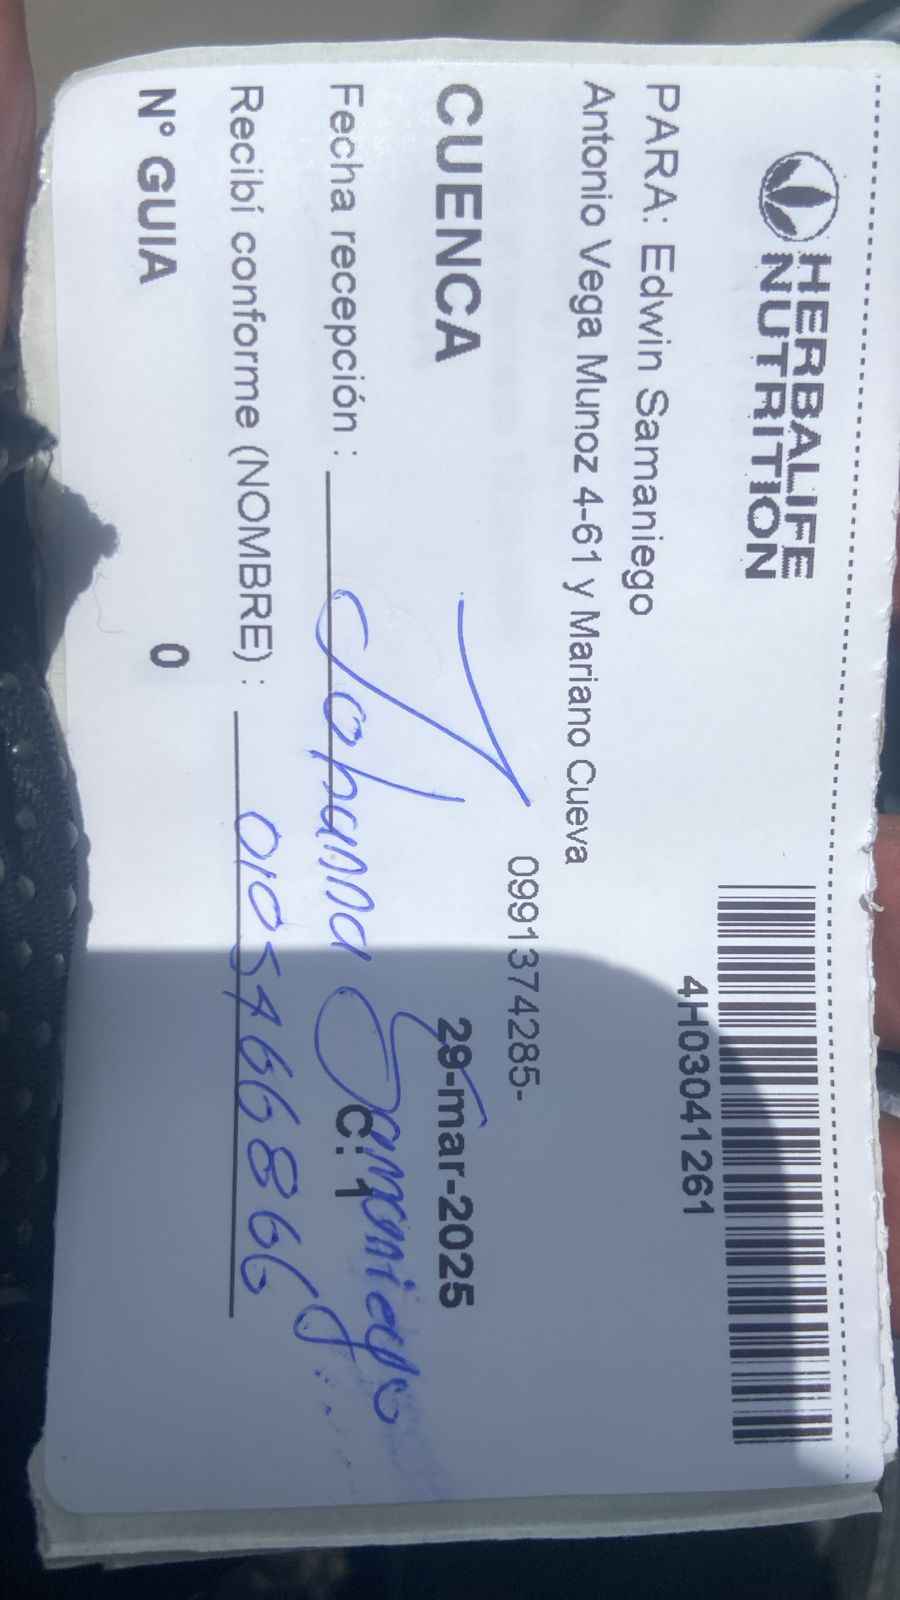 HERBALIFE
NUTRITION
4H03041261
PARA: Edwin Samaniego
Antonio Vega Munoz 4-61 y Mariano Cueva
0991374285-
CUENCA
29-mar-2025
Fecha recepción :
Johanna Samaniego
C: 1
Recibí conforme (NOMBRE) :
0105466866
N° GUIA 0